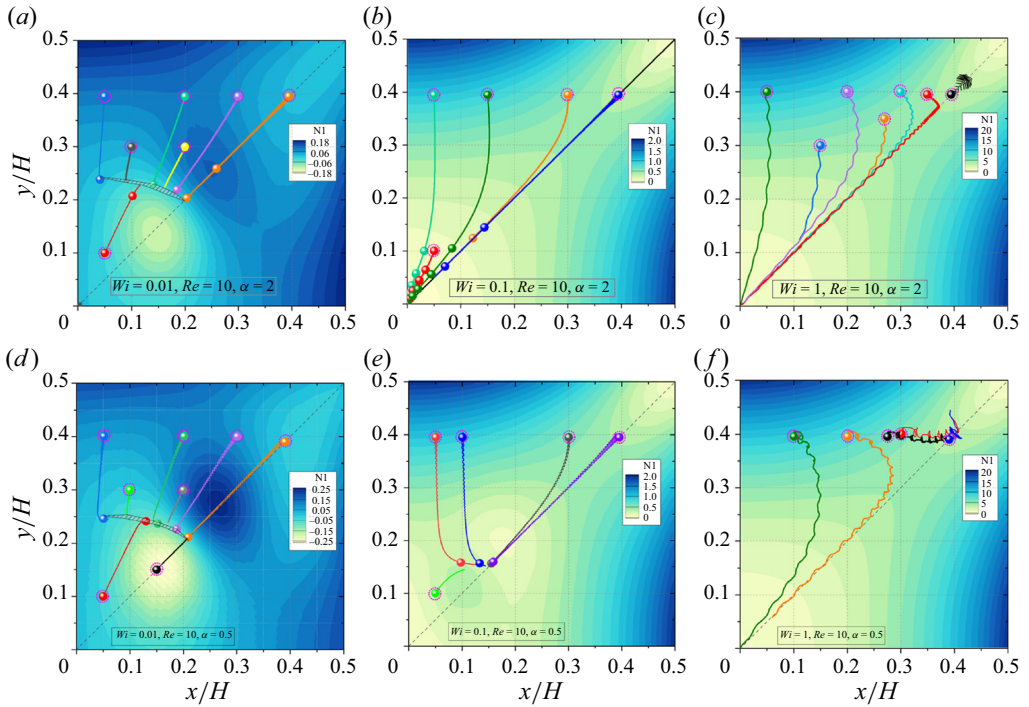 (a) (b) (c)
0.5 0.5 0.5
0.4 0.4 0.4
N1 N1 N1
0.18 2.0 20
0.06 1.5 15
−0.06 1.0 10
−0.18 0.5 5
0 0
0.3 0.3 0.3
y/H
0.2 0.2 0.2
0.1 0.1 0.1
Wi = 0.01, Re = 10, α = 2 Wi = 0.1, Re = 10, α = 2 Wi = 1, Re = 10, α = 2
0 0.1 0.2 0.3 0.4 0.5 0 0.1 0.2 0.3 0.4 0.5 0 0.1 0.2 0.3 0.4 0.5
(d) (e) (f)
0.5 0.5 0.5
0.4 0.4 0.4
N1 N1 N1
0.25 2.0 20
0.15 1.5 15
0.05 1.0 10
−0.05 0.5 5
−0.15 0 0
−0.25
0.3 0.3 0.3
y/H
0.2 0.2 0.2
0.1 0.1 0.1
Wi = 0.01, Re = 10, α = 0.5 Wi = 0.1, Re = 10, α = 0.5 Wi = 1, Re = 10, α = 0.5
0 0.1 0.2 0.3 0.4 0.5 0 0.1 0.2 0.3 0.4 0.5 0 0.1 0.2 0.3 0.4 0.5
x/H x/H x/H